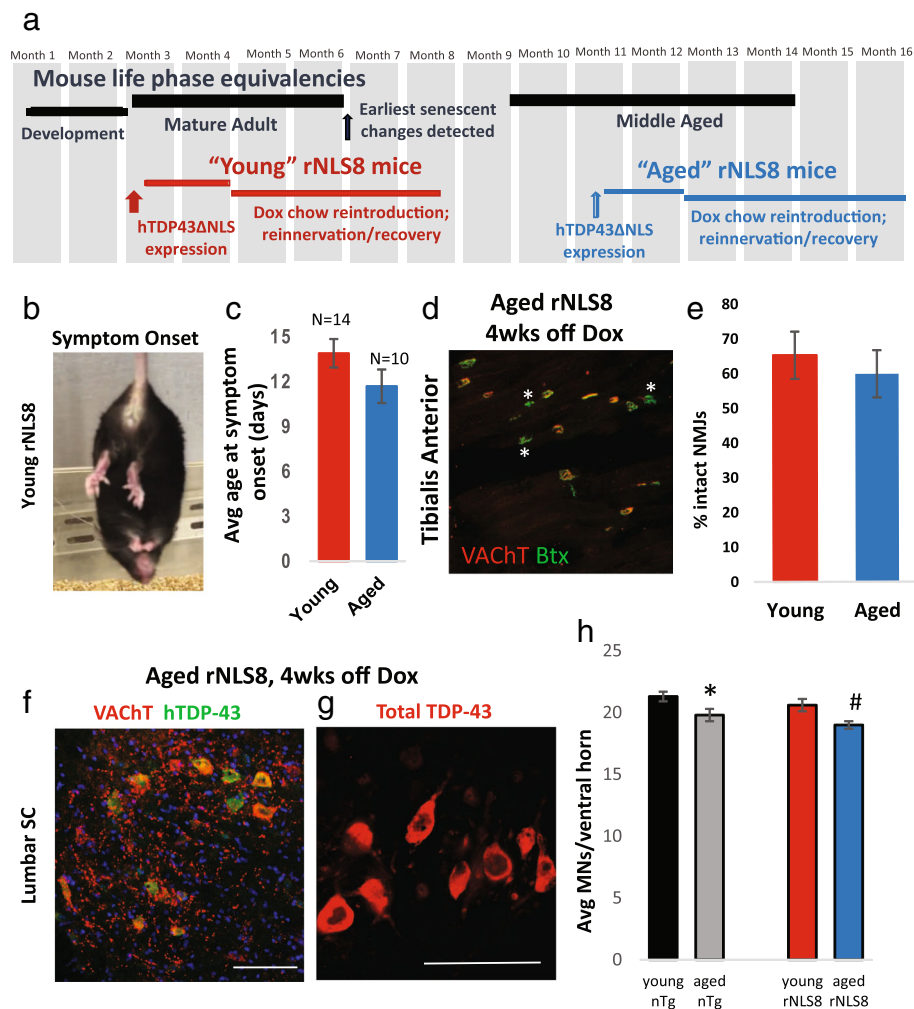 a
Month 1 Month 2 Month 3 Month 4 Month 5 Month 6 Month 7 Month 8 Month 9 Month 10 Month 11 Month 12 Month 13 Month 14 Month 15 Month 16
Mouse life phase equivalencies
Development
Mature Adult
Earliest senescent
changes detected
Middle Aged
"Young" rNLS8 mice
hTDP43ΔNLS
expression
Dox chow reintroduction;
reinnervation/recovery
"Aged" rNLS8 mice
hTDP43ΔNLS
expression
Dox chow reintroduction;
reinnervation/recovery
b
Symptom Onset
Young rNLS8
c
Avg age at symptom
onset (days)
15
12
9
6
3
0
N=14
N=10
Young
Aged
d
Aged rNLS8
4wks off Dox
Tibialis Anterior
*
*
*
VAChT Btx
e
% intact NMJs
80
70
60
50
40
30
20
10
0
Young Aged
Aged rNLS8, 4wks off Dox
f
VAChT hTDP-43
Lumbar SC
g
Total TDP-43
h
Avg MNs/ventral horn
25
20
15
10
5
0
*
#
young
nTg
aged
nTg
young
rNLS8
aged
rNLS8